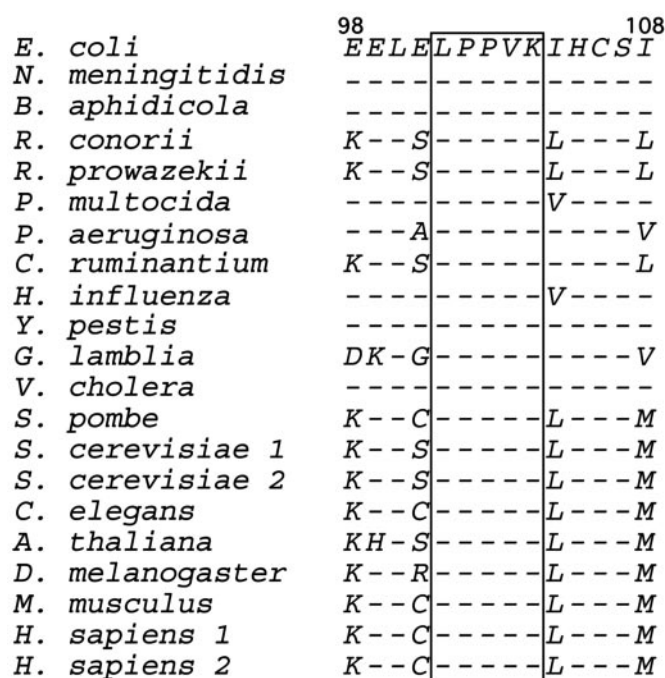 98 108
E. coli EELELPPVKIHCSI
N. meningitidis --------------
B. aphidicola --------------
R. conorii K--S-----L---L
R. prowazekii K--S-----L---L
P. multocida ---------V----
P. aeruginosa ---A---------V
C. ruminantium K--S---------L
H. influenza ---------V----
Y. pestis --------------
G. lamblia DK-G---------V
V. cholera --------------
S. pombe K--C-----L---M
S. cerevisiae 1 K--S-----L---M
S. cerevisiae 2 K--S-----L---M
C. elegans K--C-----L---M
A. thaliana KH-S-----L---M
D. melanogaster K--R-----L---M
M. musculus K--C-----L---M
H. sapiens 1 K--C-----L---M
H. sapiens 2 K--C-----L---M